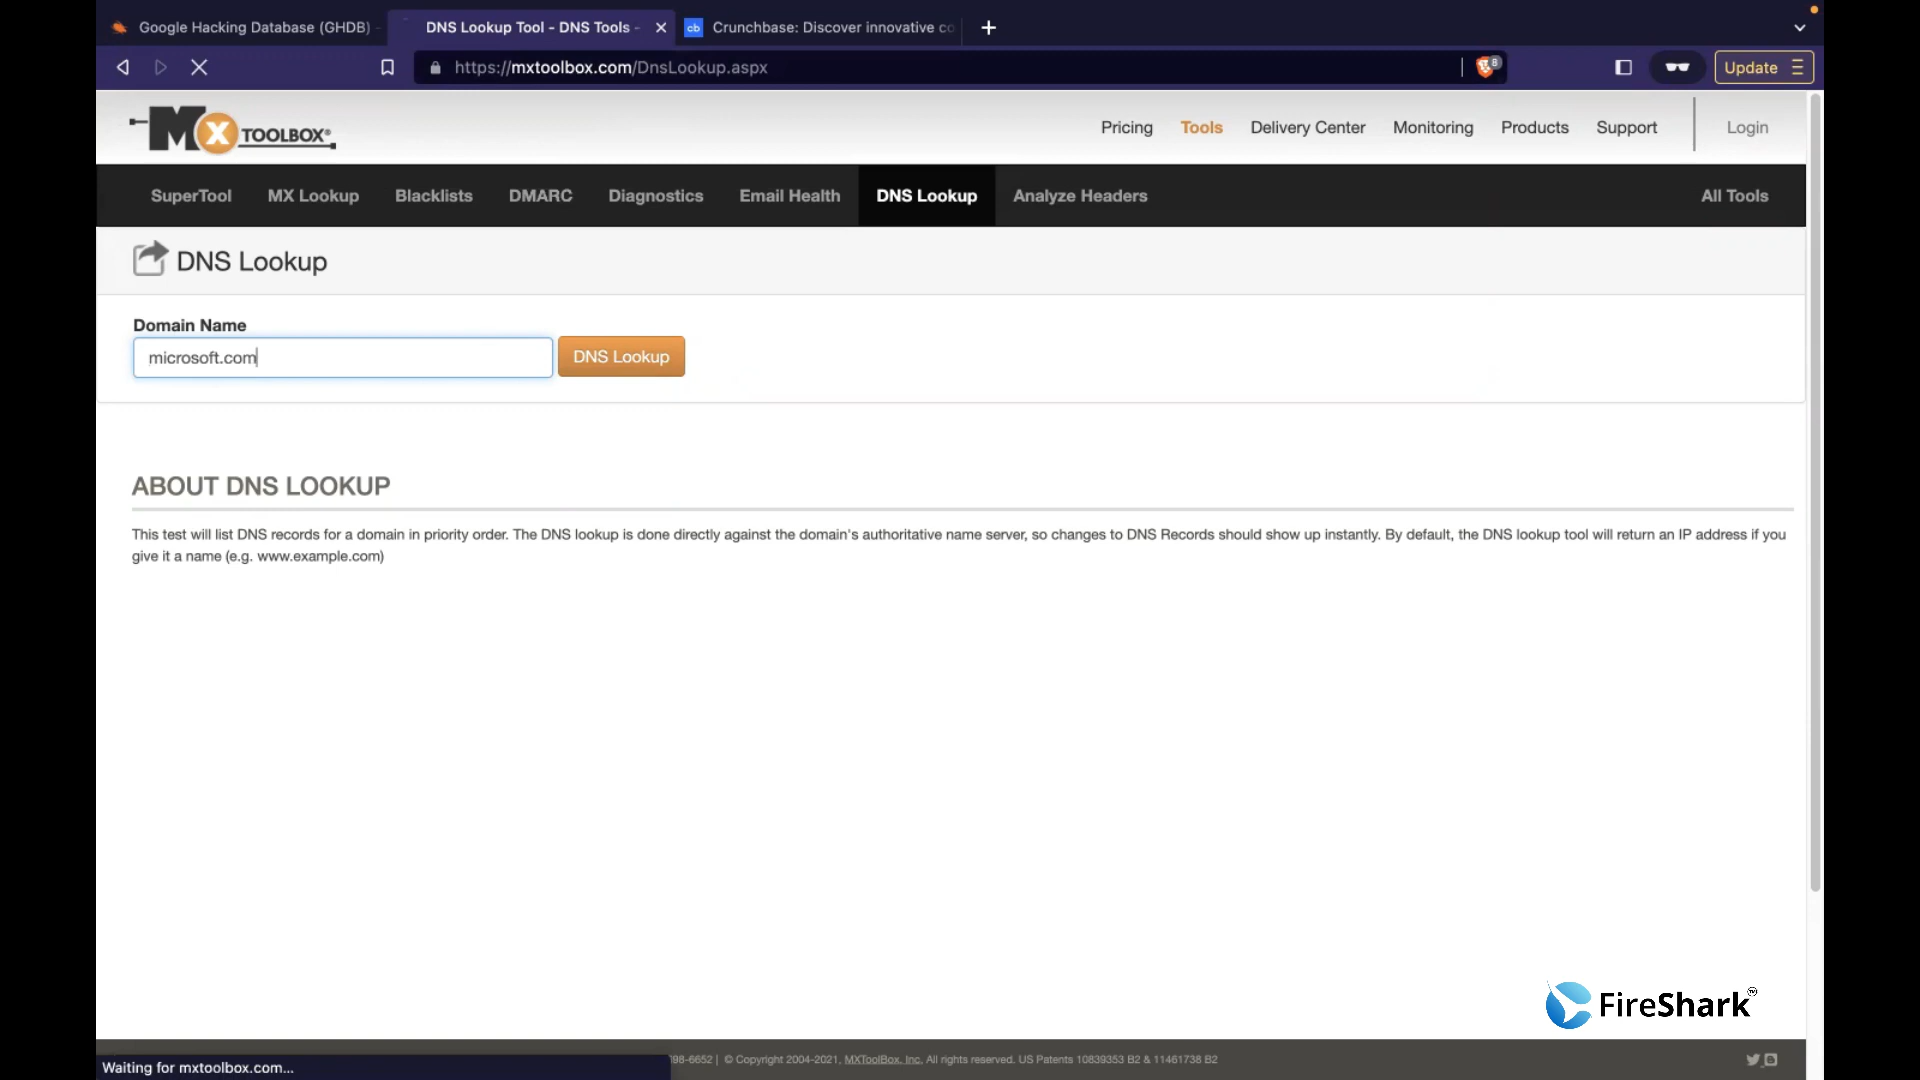 Google Hacking Database (GHDB) -
DNS Lookup Tool - DNS Tools -
cb Crunchbase: Discover innovative co
https://mxtoolbox.com/DnsLookup.aspx
8
Update
MX TOOLBOX®
Pricing Tools Delivery Center Monitoring Products Support Login
SuperTool MX Lookup Blacklists DMARC Diagnostics Email Health DNS Lookup Analyze Headers All Tools
DNS Lookup
Domain Name
microsoft.com DNS Lookup
ABOUT DNS LOOKUP
This test will list DNS records for a domain in priority order. The DNS lookup is done directly against the domain's authoritative name server, so changes to DNS Records should show up instantly. By default, the DNS lookup tool will return an IP address if you
give it a name (e.g. www.example.com)
FireShark™
98-6652 | © Copyright 2004-2021, MXToolBox, Inc, All rights reserved. US Patents 10839353 B2 & 11461738 B2
Waiting for mxtoolbox.com...